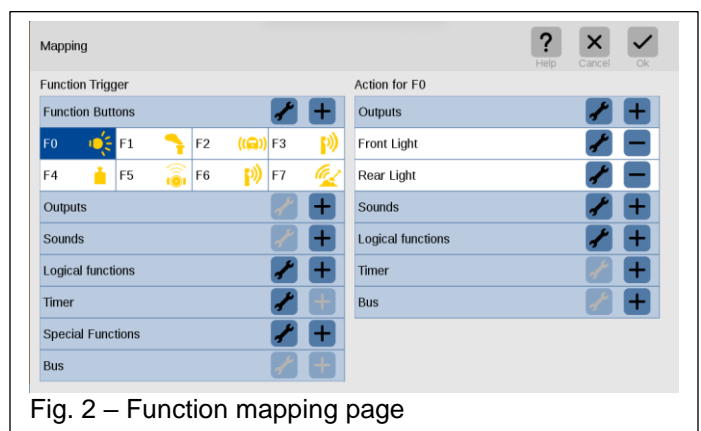 Mapping
?
Help
Cancel
Ok
Function Trigger
Function Buttons
F0 F1 F2 F3
F4 F5 F6 F7
Outputs
Sounds
Logical functions
Timer
Special Functions
Bus
Action for F0
Outputs
Front Light
Rear Light
Sounds
Logical functions
Timer
Bus
Fig. 2 – Function mapping page